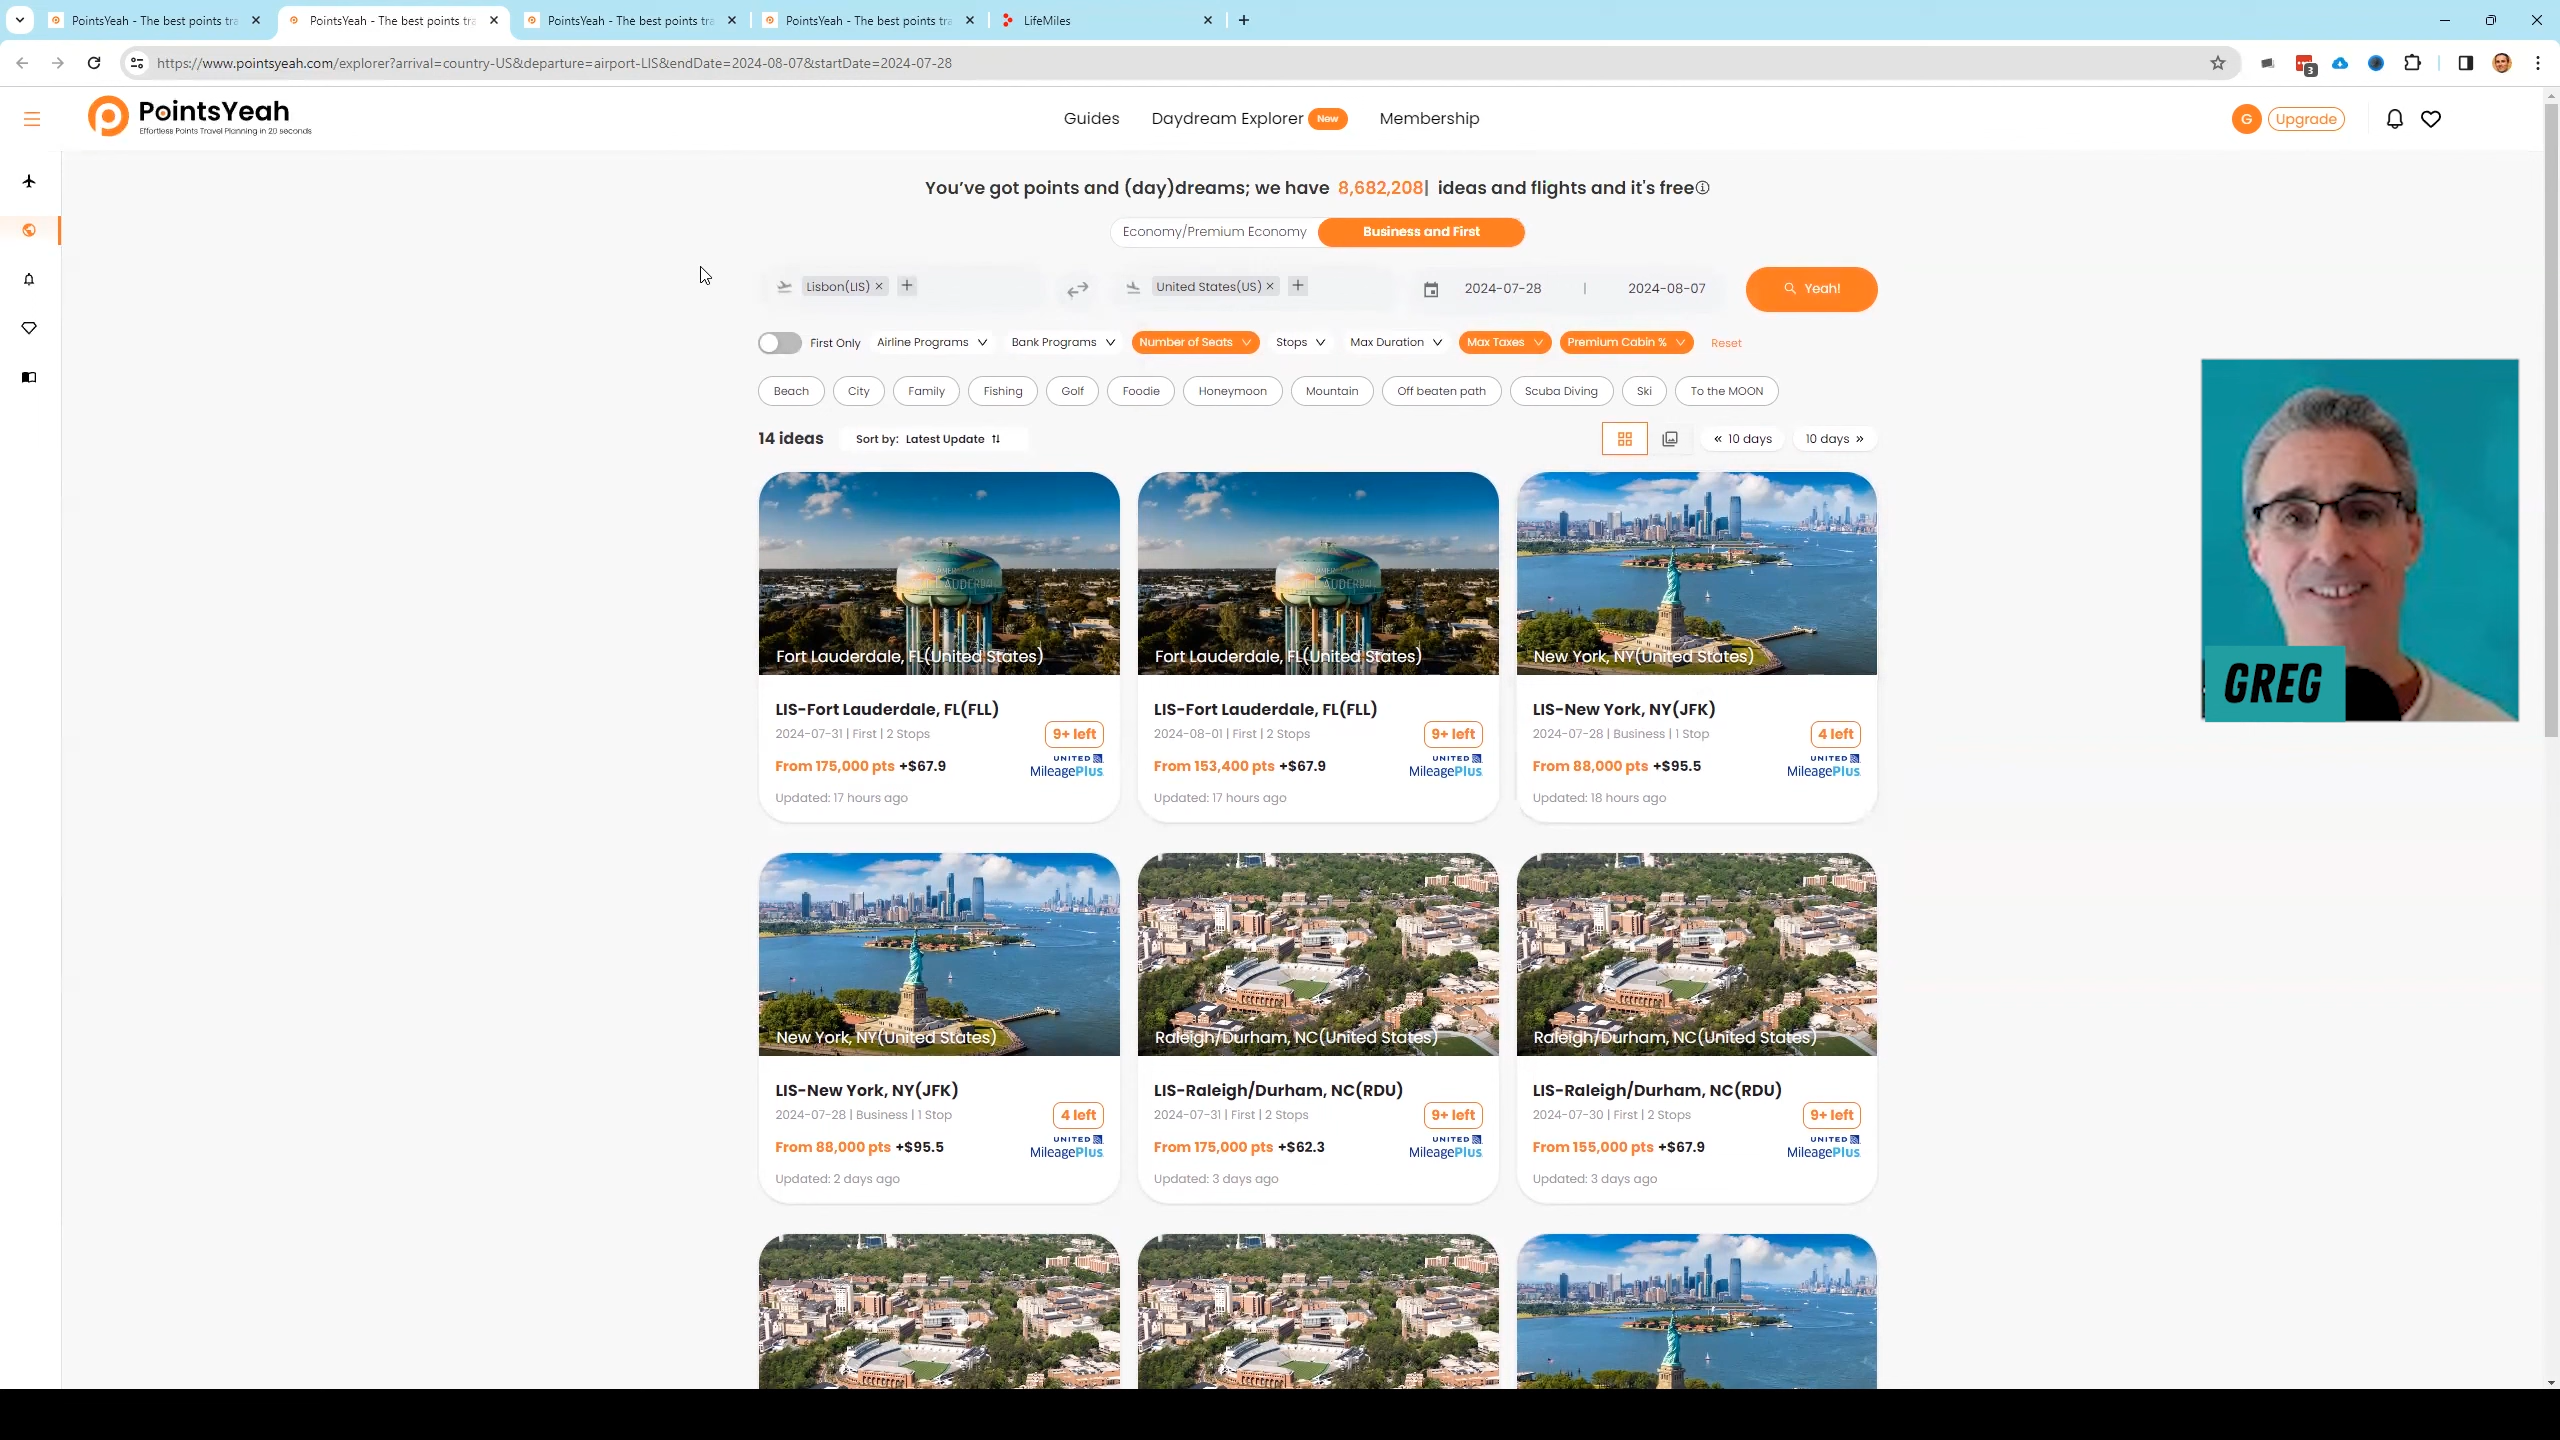 PointsYeah - The best points tra
PointsYeah - The best points tra
PointsYeah - The best points tra
PointsYeah - The best points tra
LifeMiles
https://www.pointsyeah.com/explorer?arrival=country-US&departure=airport-LIS&endDate=2024-08-07&startDate=2024-07-28
3
PointsYeah
Effortless Points Travel Planning in 20 seconds
Guides
Daydream Explorer New
Membership
G
Upgrade
You've got points and (day)dreams; we have 8,682,208| ideas and flights and it's free
Economy/Premium Economy
Business and First
Lisbon(LIS) × +
United States(US) × +
2024-07-28 | 2024-08-07
Yeah!
First Only
Airline Programs
Bank Programs
Number of Seats
Stops
Max Duration
Max Taxes
Premium Cabin %
Reset
Beach
City
Family
Fishing
Golf
Foodie
Honeymoon
Mountain
Off beaten path
Scuba Diving
Ski
To the MOON
14 ideas
Sort by: Latest Update
« 10 days
10 days »
Fort Lauderdale, FL(United States)
LIS-Fort Lauderdale, FL(FLL)
2024-07-31 | First | 2 Stops
9+ left
From 175,000 pts +$67.9
UNITED
MileagePlus
Updated: 17 hours ago
Fort Lauderdale, FL(United States)
LIS-Fort Lauderdale, FL(FLL)
2024-08-01 | First | 2 Stops
9+ left
From 153,400 pts +$67.9
UNITED
MileagePlus
Updated: 17 hours ago
New York, NY(United States)
LIS-New York, NY(JFK)
2024-07-28 | Business | 1 Stop
4 left
From 88,000 pts +$95.5
UNITED
MileagePlus
Updated: 18 hours ago
New York, NY(United States)
LIS-New York, NY(JFK)
2024-07-28 | Business | 1 Stop
4 left
From 88,000 pts +$95.5
UNITED
MileagePlus
Updated: 2 days ago
Raleigh/Durham, NC(United States)
LIS-Raleigh/Durham, NC(RDU)
2024-07-31 | First | 2 Stops
9+ left
From 175,000 pts +$62.3
UNITED
MileagePlus
Updated: 3 days ago
Raleigh/Durham, NC(United States)
LIS-Raleigh/Durham, NC(RDU)
2024-07-30 | First | 2 Stops
9+ left
From 155,000 pts +$67.9
UNITED
MileagePlus
Updated: 3 days ago
GREG